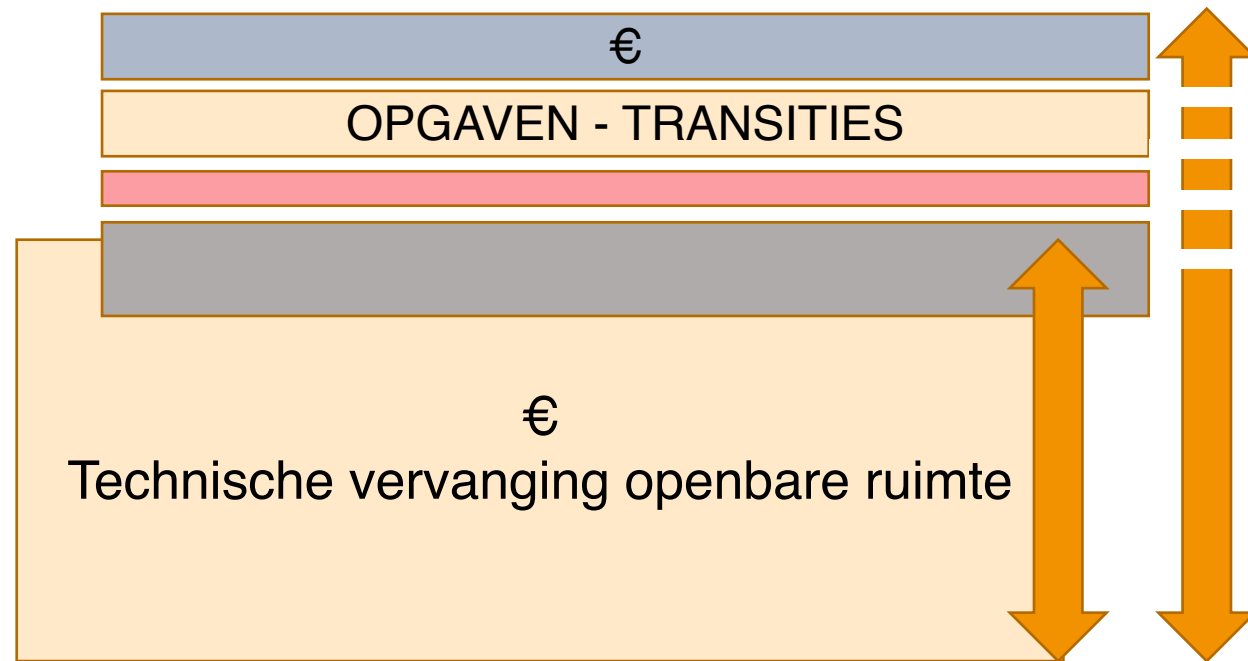 €
OPGAVEN - TRANSITIES
€
Technische vervanging openbare ruimte